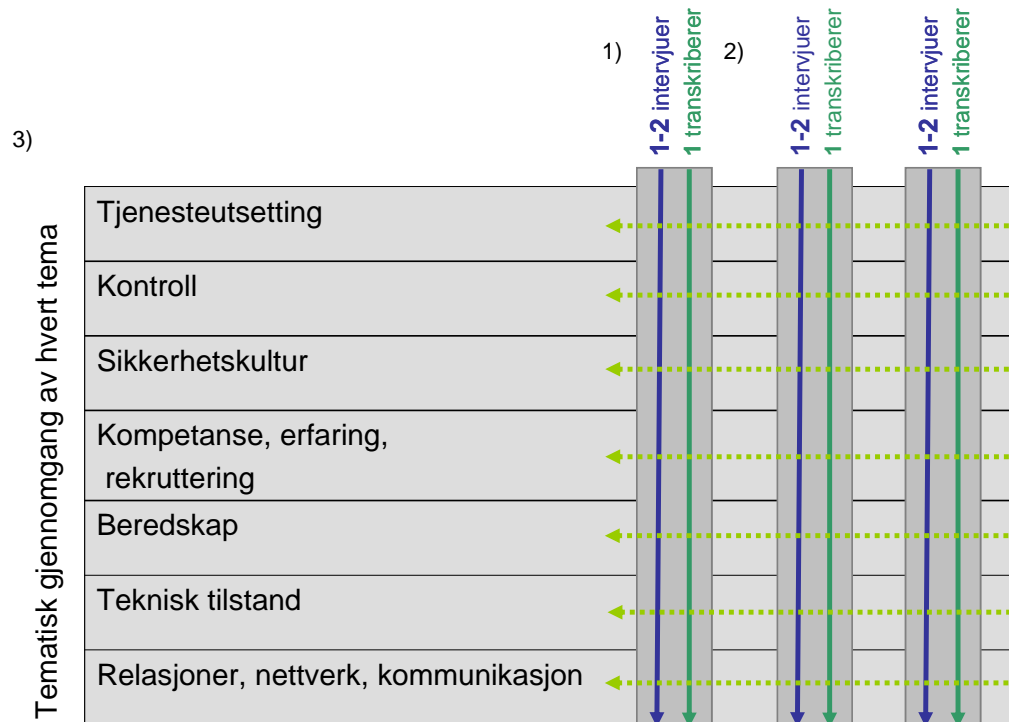 1)
1-2 intervjuer
1 transkriberer
2)
1-2 intervjuer
1 transkriberer
1-2 intervjuer
1 transkriberer
3)
Tematisk gjennomgang av hvert tema
Tjenesteutsetting
Kontroll
Sikkerhetskultur
Kompetanse, erfaring,
rekruttering
Beredskap
Teknisk tilstand
Relasjoner, nettverk, kommunikasjon